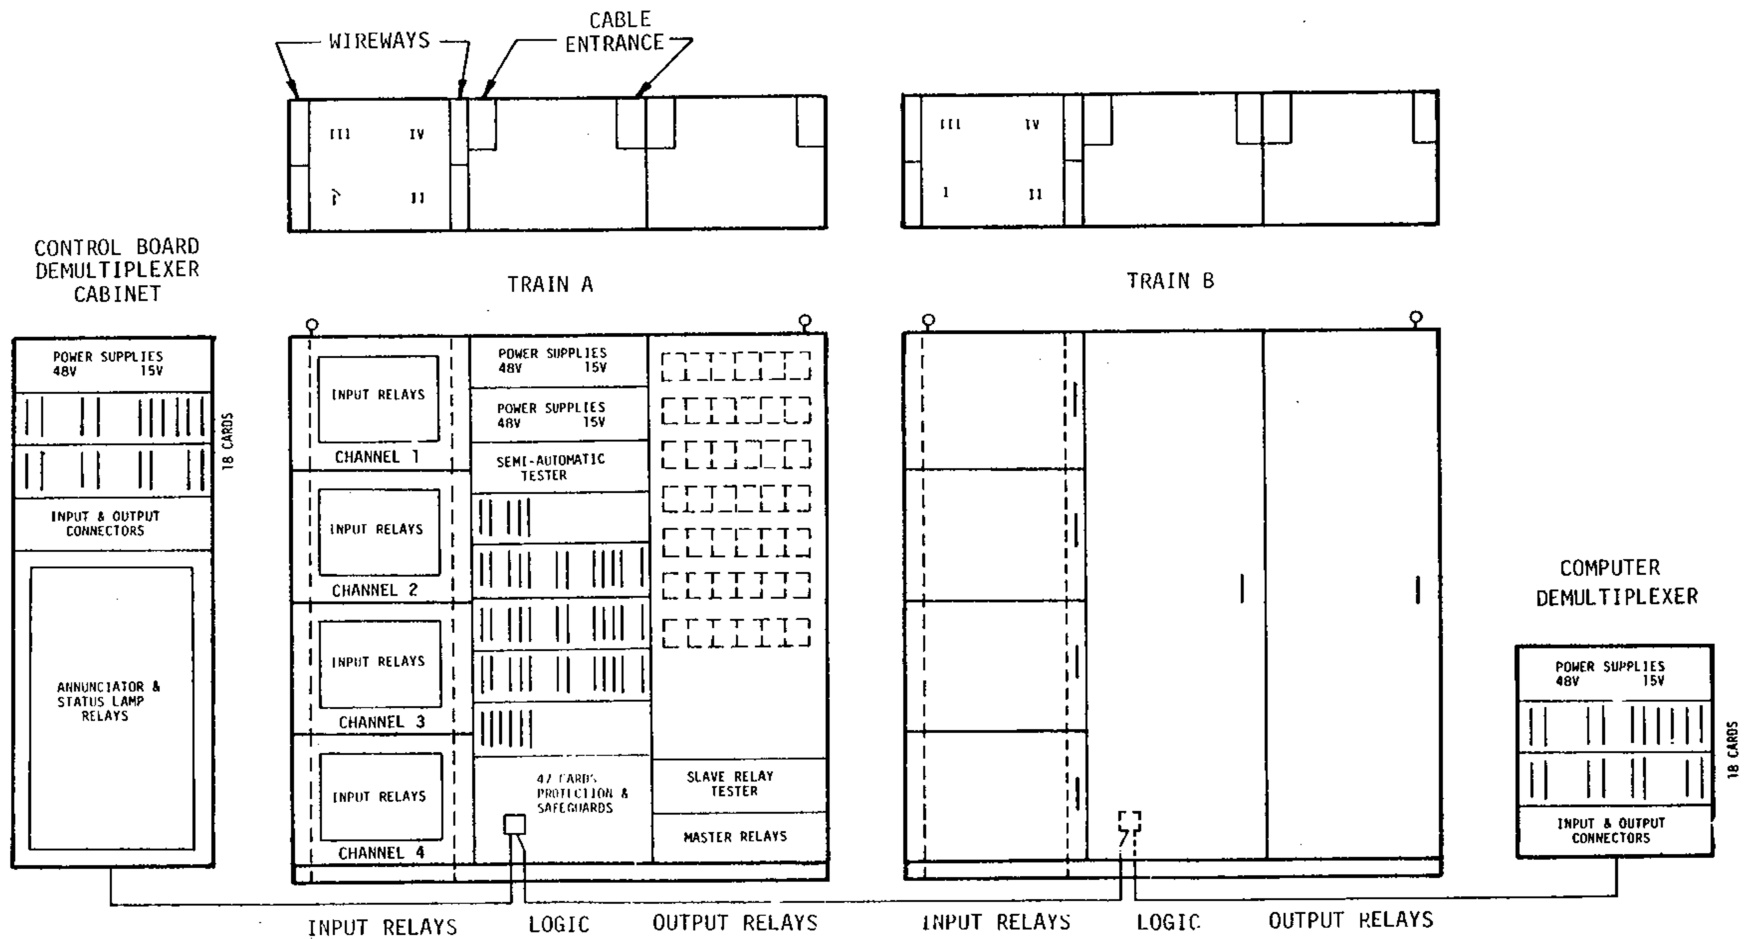 CABLE
ENTRANCE
WIREWAYS
III IV
II
III IV
I II
CONTROL BOARD
DEMULTIPLEXER
CABINET
TRAIN A
TRAIN B
POWER SUPPLIES
48V 15V
18 CARDS
INPUT & OUTPUT
CONNECTORS
ANNUNCIATOR &
STATUS LAMP
RELAYS
INPUT RELAYS
CHANNEL 1
INPUT RELAYS
CHANNEL 2
INPUT RELAYS
CHANNEL 3
INPUT RELAYS
CHANNEL 4
POWER SUPPLIES
48V 15V
POWER SUPPLIES
48V 15V
SEMI-AUTOMATIC
TESTER
47 CARDS
PROTECTION &
SAFEGUARDS
SLAVE RELAY
TESTER
MASTER RELAYS
COMPUTER
DEMULTIPLEXER
POWER SUPPLIES
48V 15V
18 CARDS
INPUT & OUTPUT
CONNECTORS
INPUT RELAYS LOGIC OUTPUT RELAYS
INPUT RELAYS LOGIC OUTPUT RELAYS